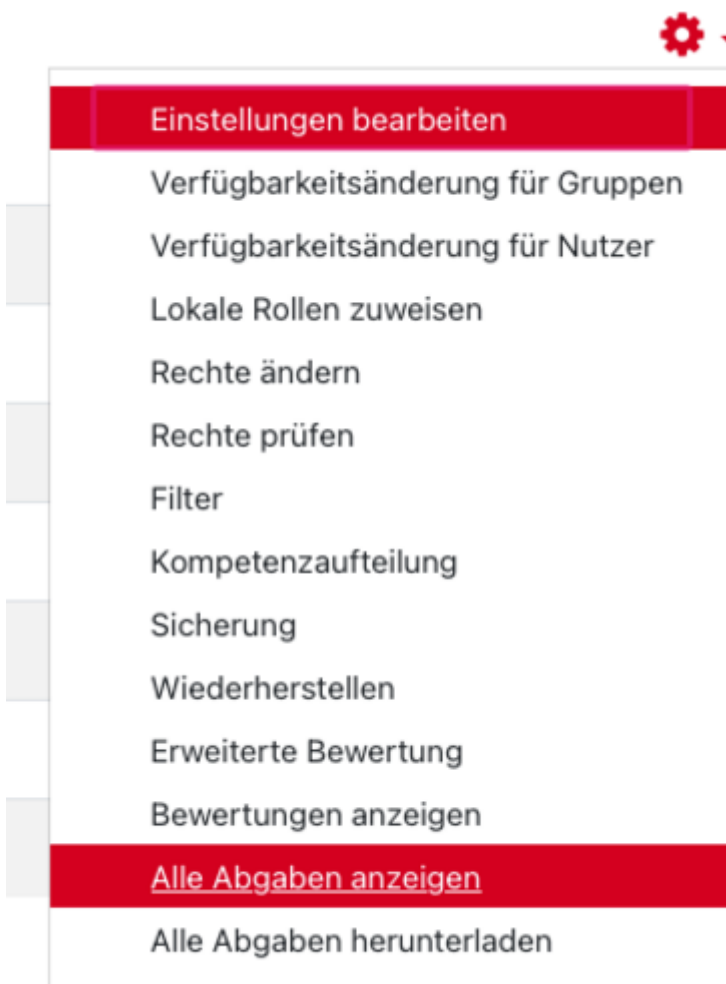 Einstellungen bearbeiten
Verfügbarkeitsänderung für Gruppen
Verfügbarkeitsänderung für Nutzer
Lokale Rollen zuweisen
Rechte ändern
Rechte prüfen
Filter
Kompetenzaufteilung
Sicherung
Wiederherstellen
Erweiterte Bewertung
Bewertungen anzeigen
Alle Abgaben anzeigen
Alle Abgaben herunterladen